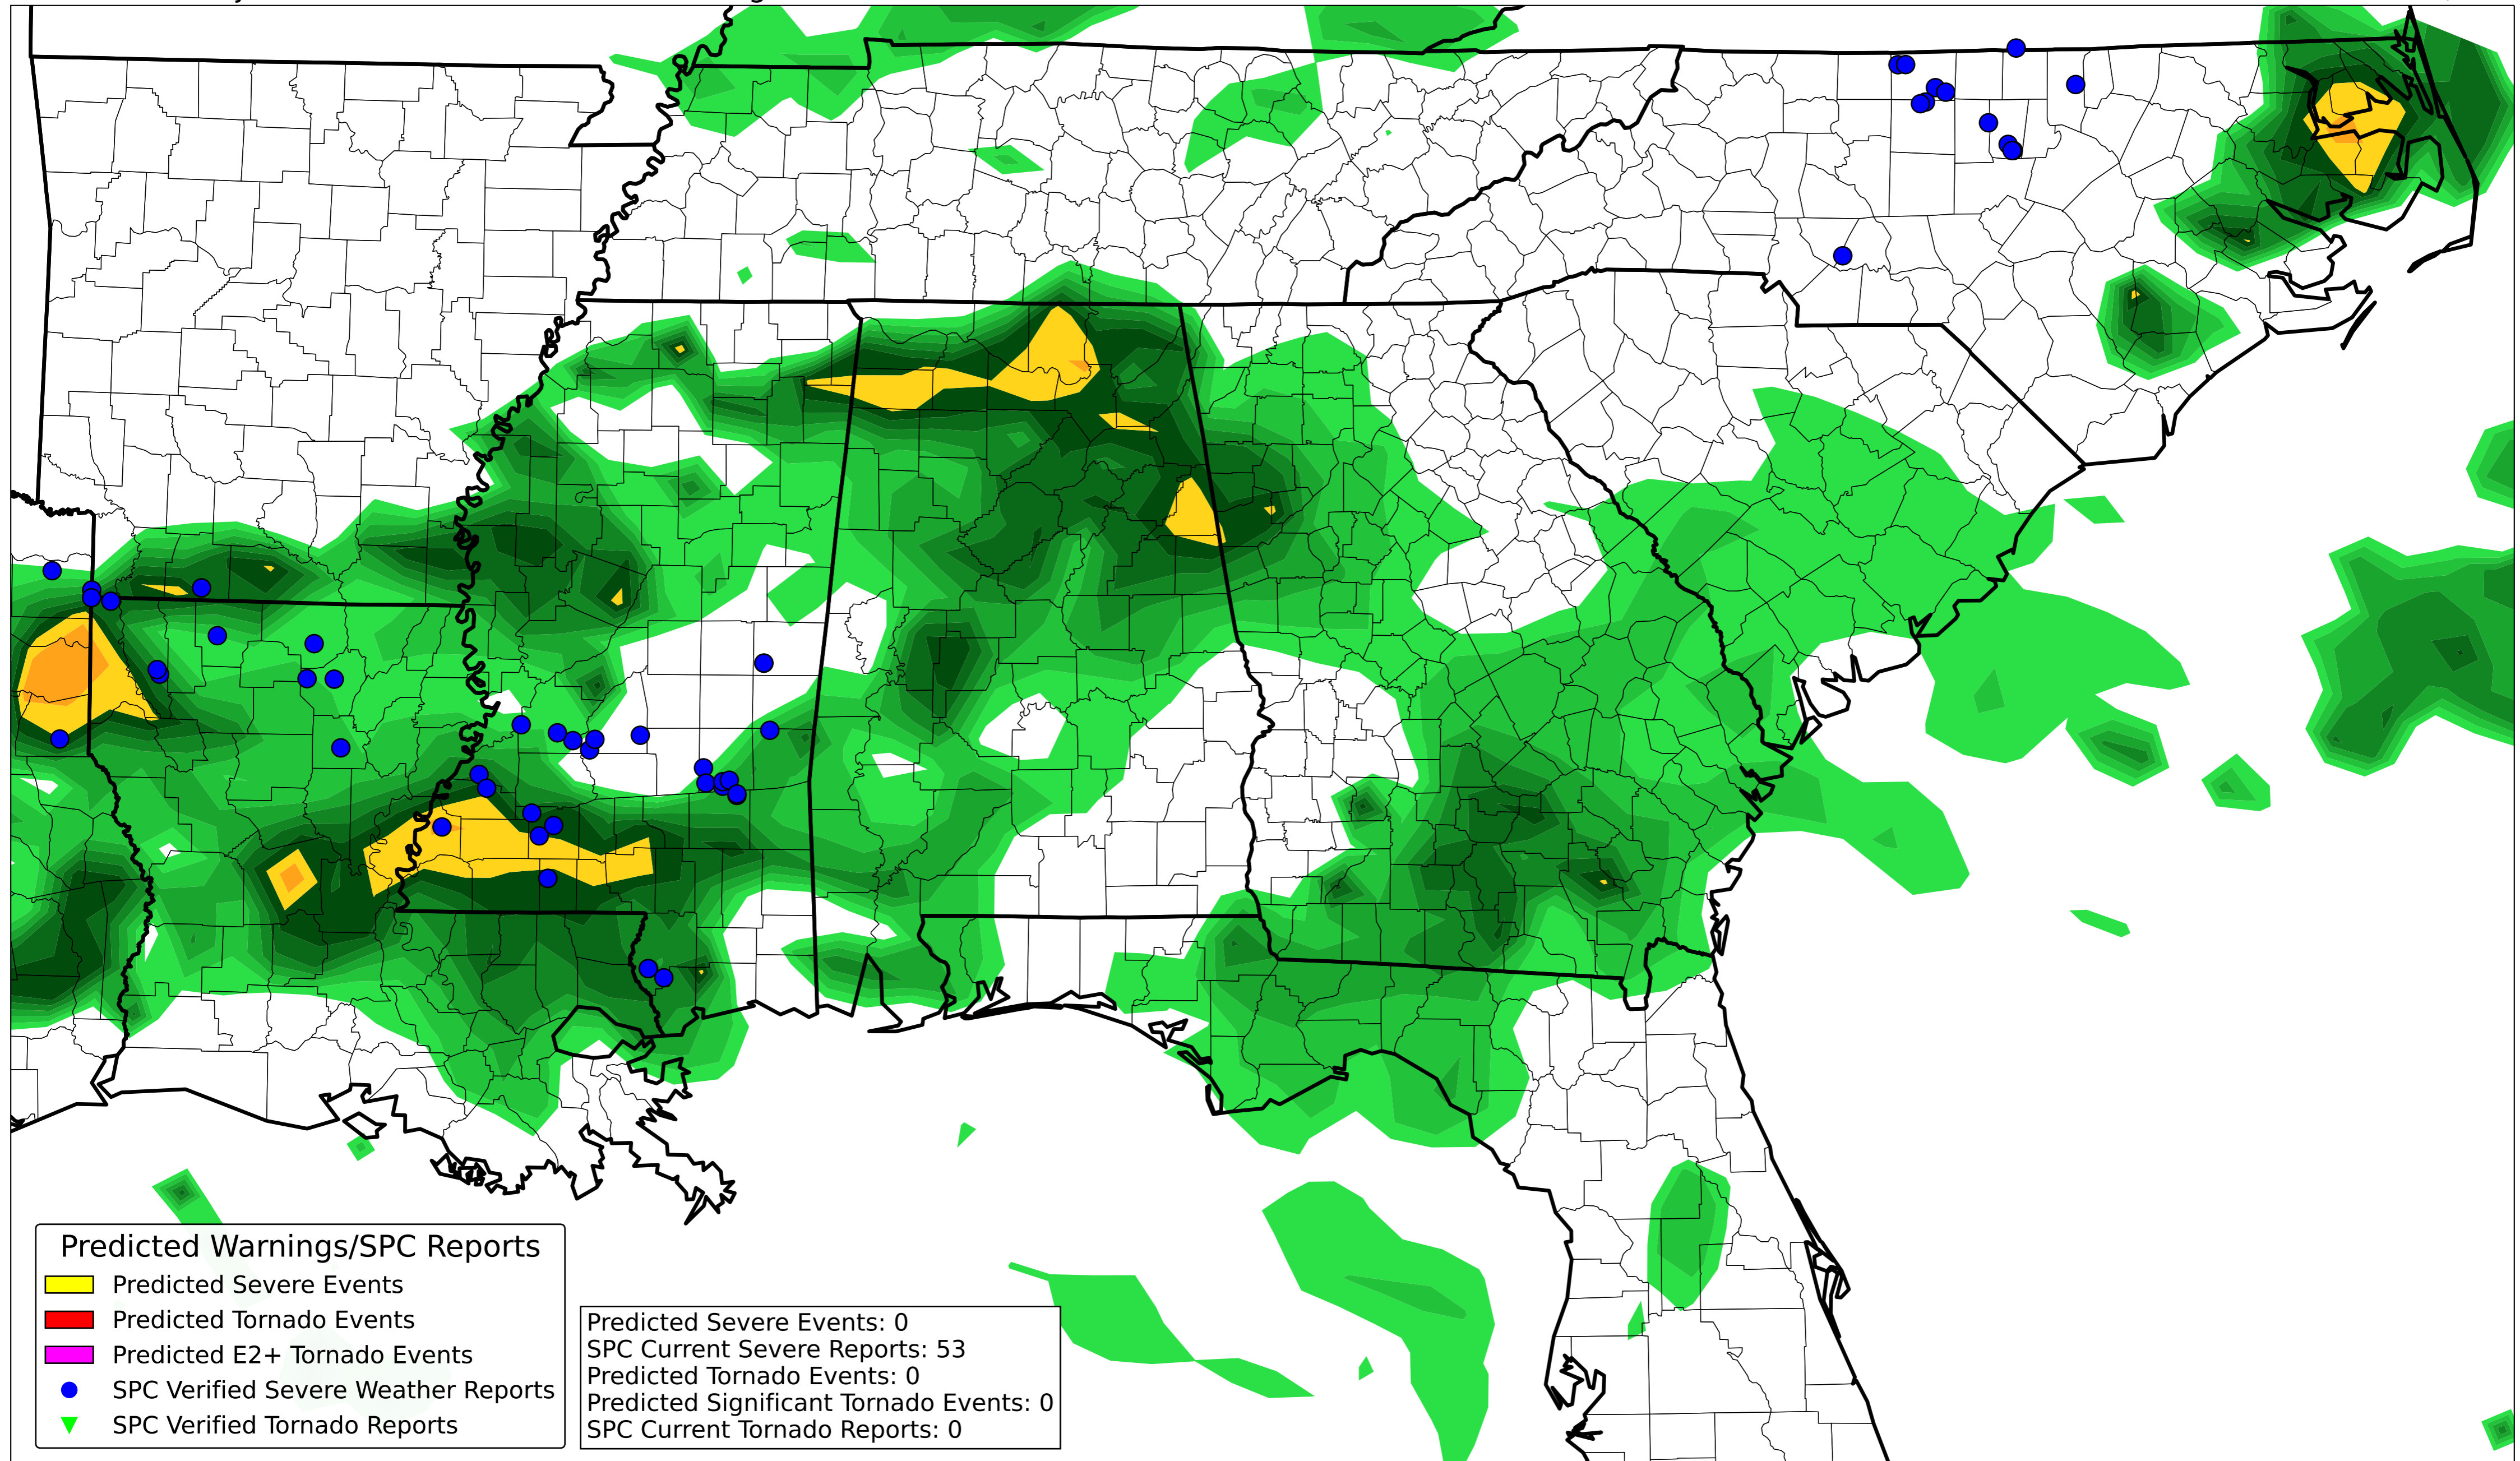 Predicted Warnings/SPC Reports
Predicted Severe Events
Predicted Tornado Events
Predicted E2+ Tornado Events
SPC Verified Severe Weather Reports
SPC Verified Tornado Reports
Predicted Severe Events: 0
SPC Current Severe Reports: 53
Predicted Tornado Events: 0
Predicted Significant Tornado Events: 0
SPC Current Tornado Reports: 0